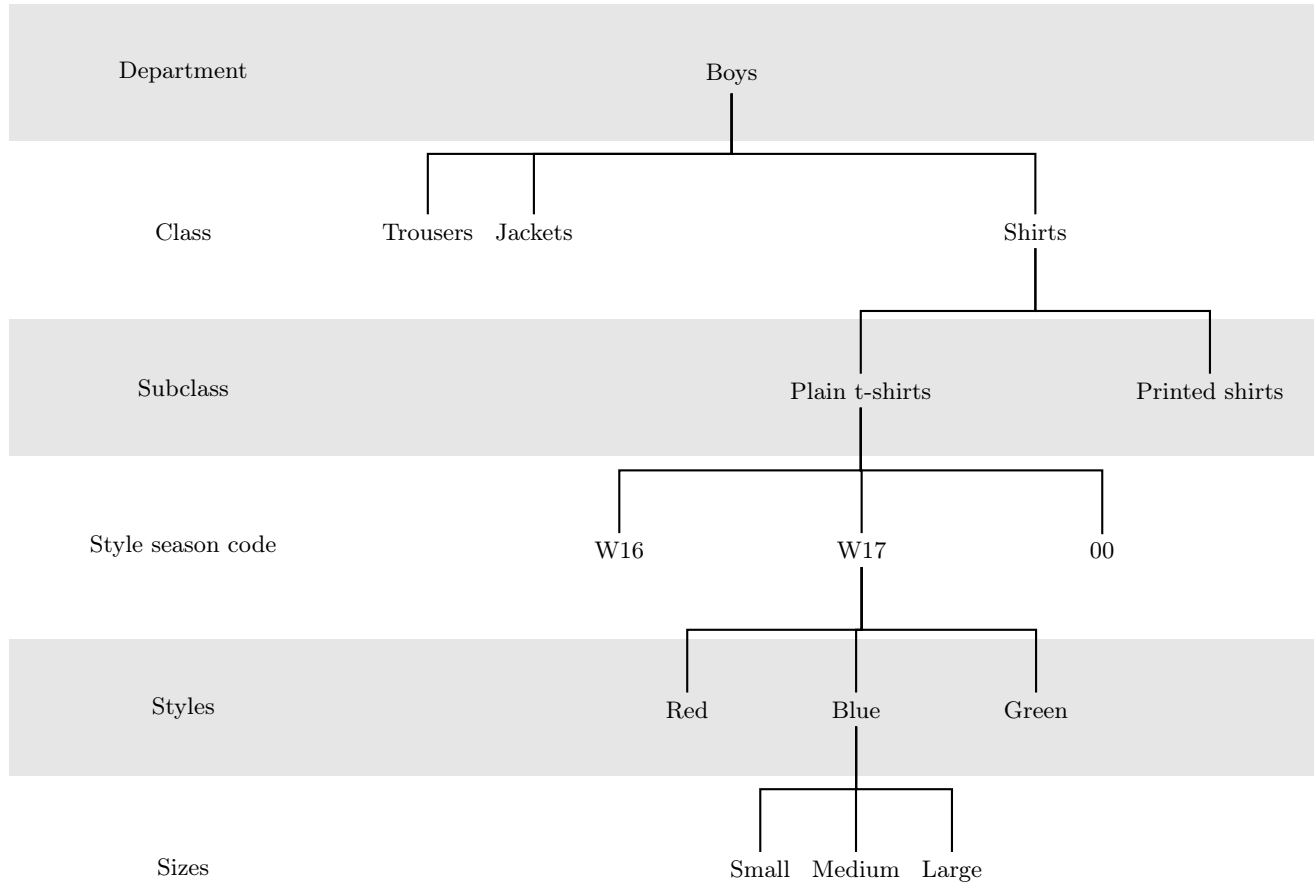 Department
Boys
Class
Trousers Jackets
Shirts
Subclass
Plain t-shirts
Printed shirts
Style season code
W16
W17
00
Styles
Red
Blue
Green
Sizes
Small Medium Large